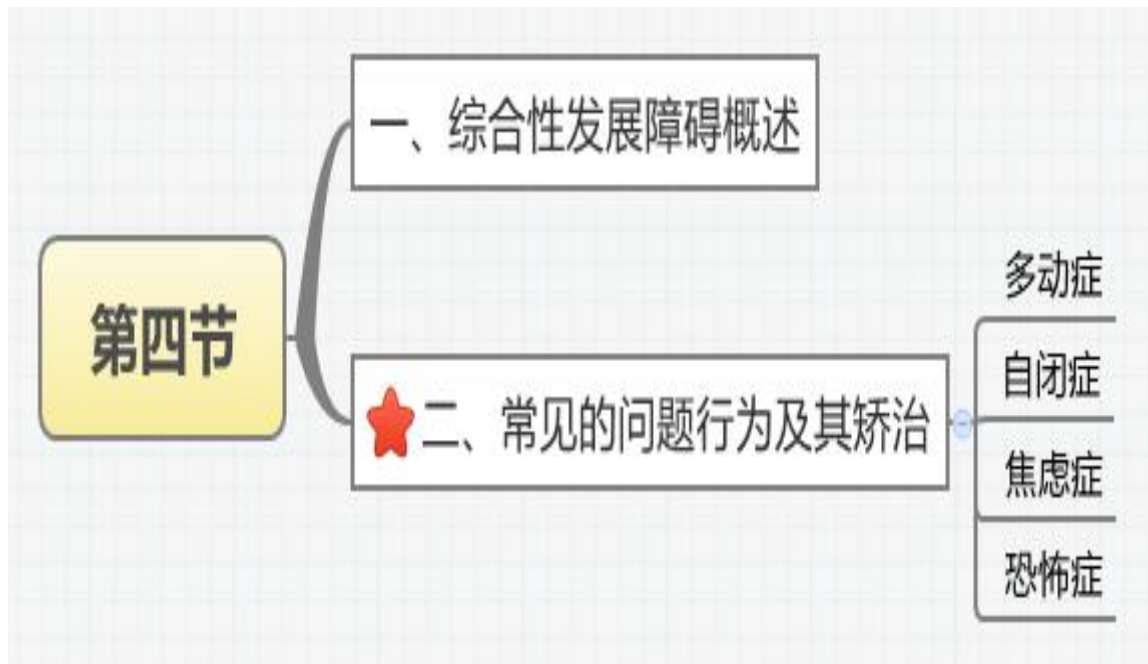 第四节
一、综合性发展障碍概述
二、常见的问题行为及其矫治
多动症
自闭症
焦虑症
恐怖症